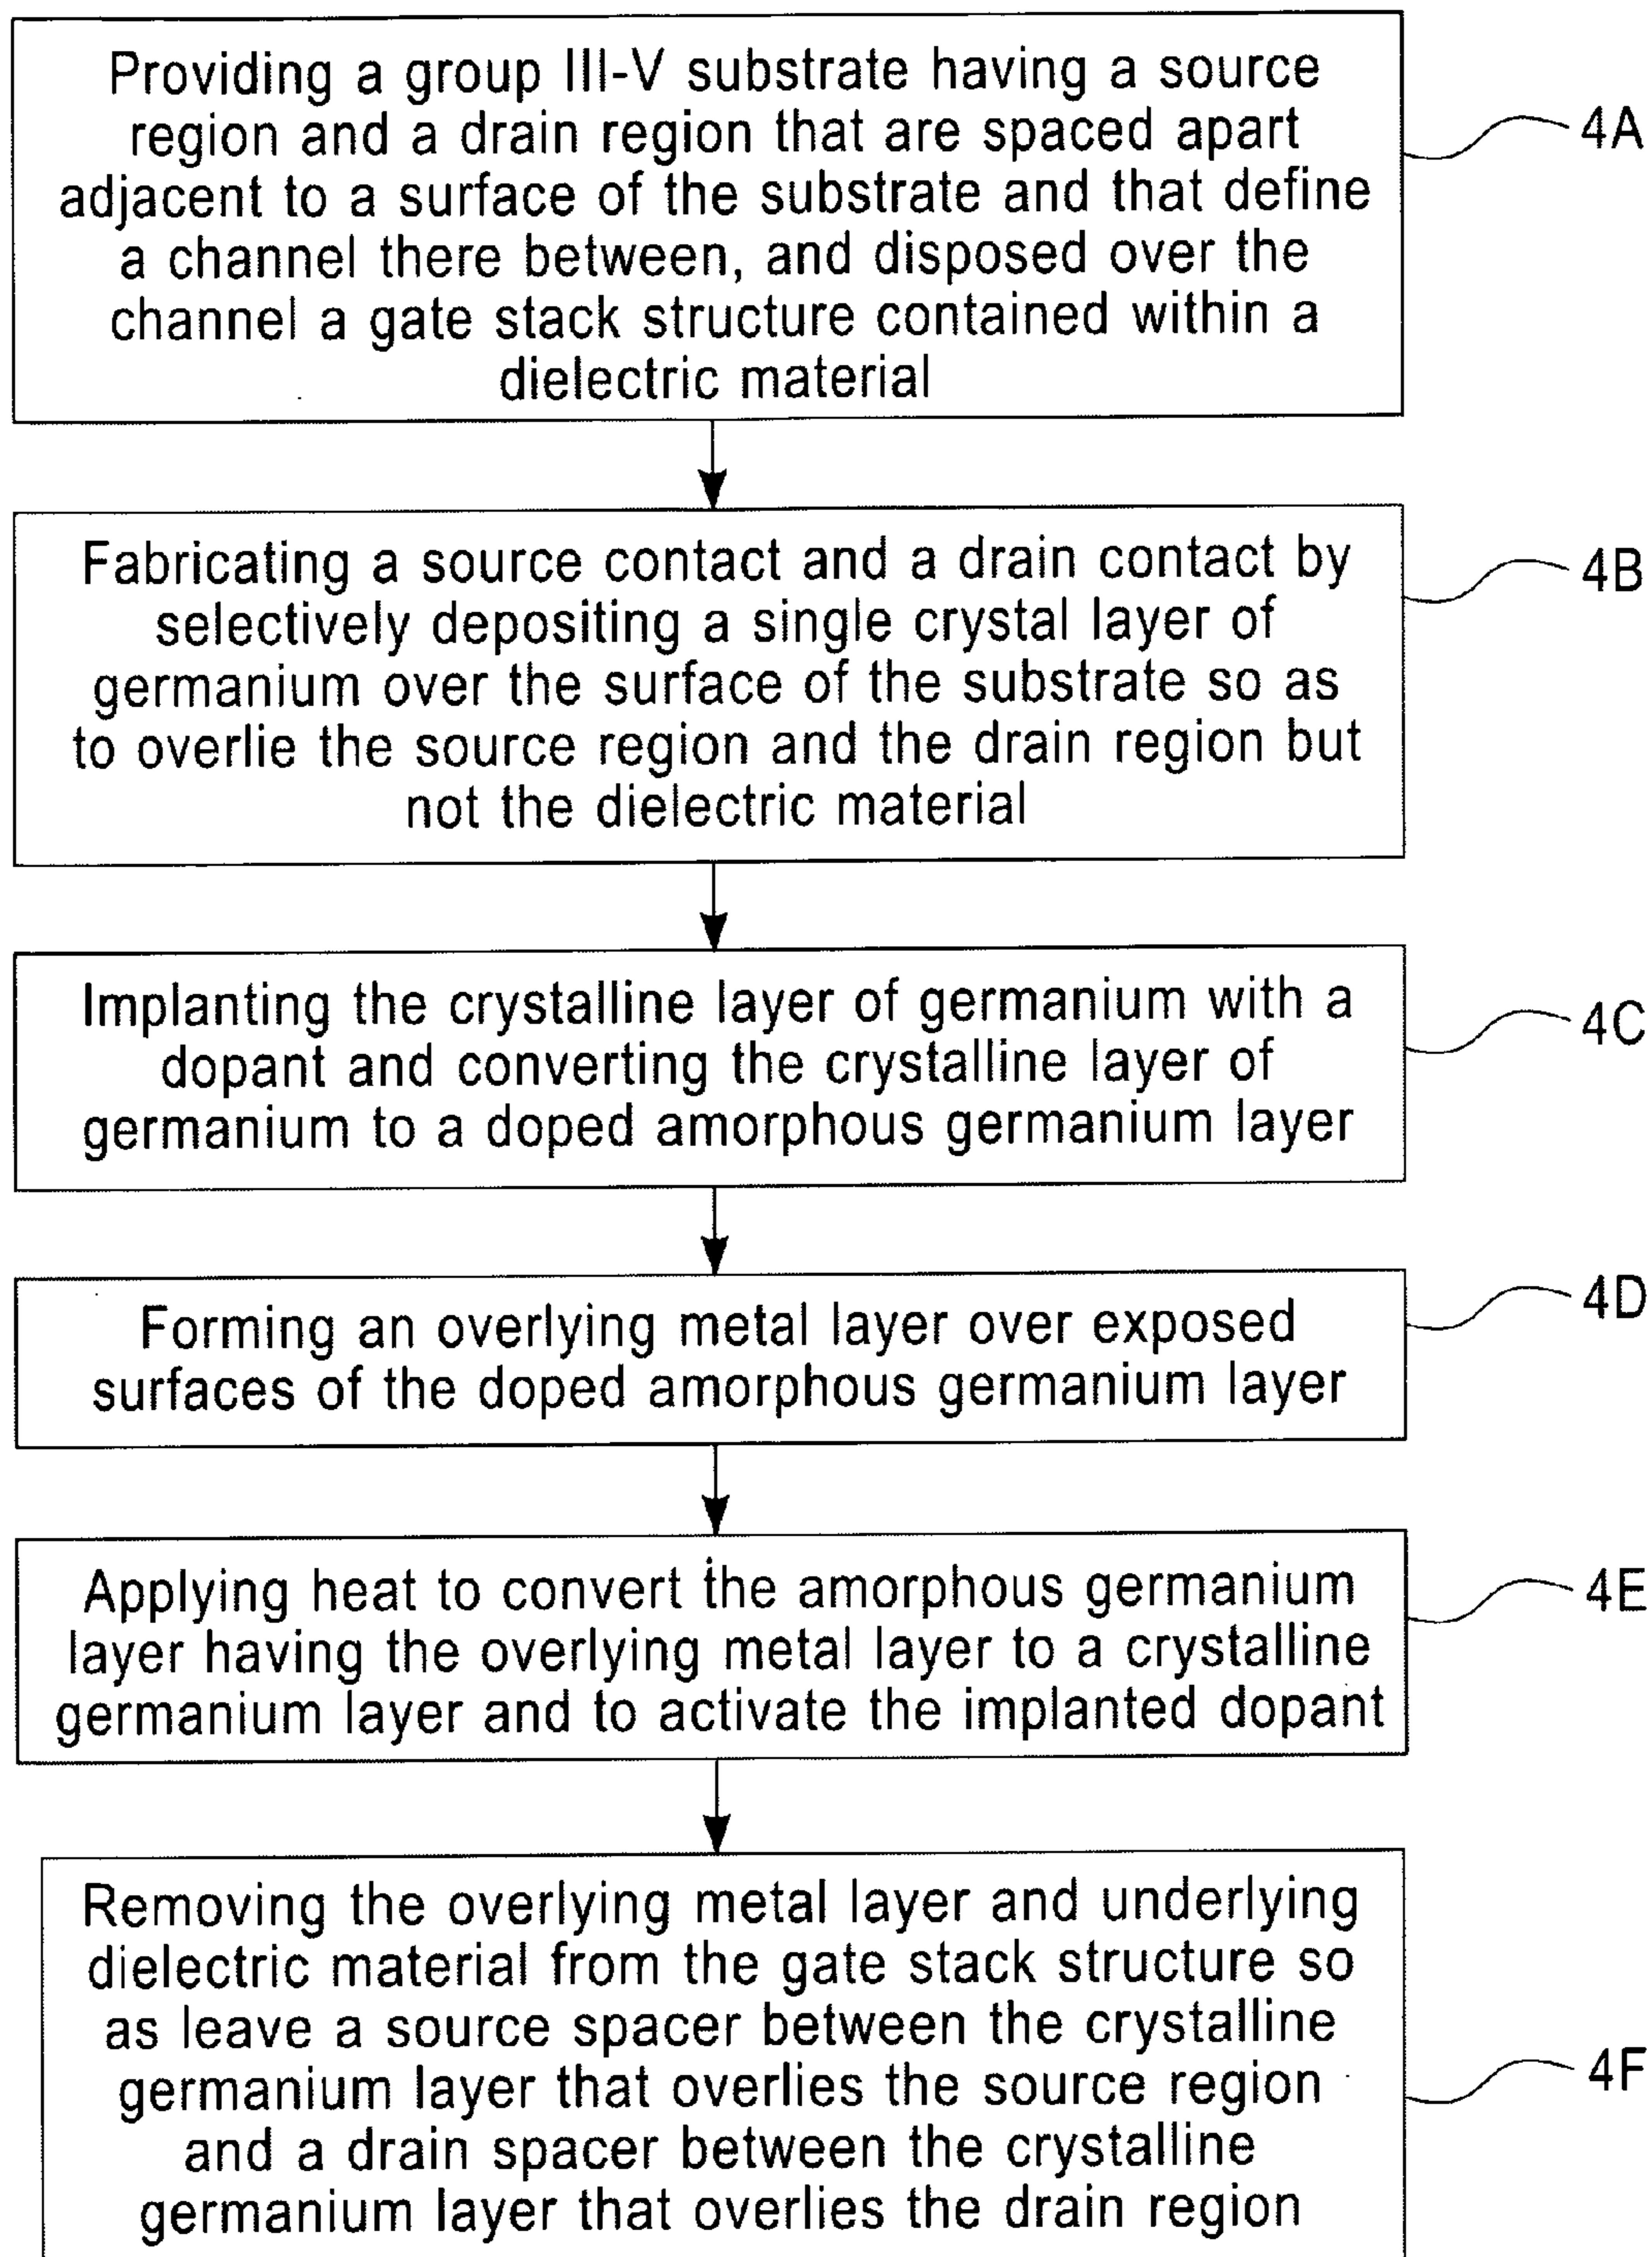 Providing a group III-V substrate having a source
region and a drain region that are spaced apart
adjacent to a surface of the substrate and that define
a channel there between, and disposed over the
channel a gate stack structure contained within a
dielectric material
4A
Fabricating a source contact and a drain contact by
selectively depositing a single crystal layer of
germanium over the surface of the substrate so as
to overlie the source region and the drain region but
not the dielectric material
4B
Implanting the crystalline layer of germanium with a
dopant and converting the crystalline layer of
germanium to a doped amorphous germanium layer
4C
Forming an overlying metal layer over exposed
surfaces of the doped amorphous germanium layer
4D
Applying heat to convert the amorphous germanium
layer having the overlying metal layer to a crystalline
germanium layer and to activate the implanted dopant
4E
Removing the overlying metal layer and underlying
dielectric material from the gate stack structure so
as leave a source spacer between the crystalline
germanium layer that overlies the source region
and a drain spacer between the crystalline
germanium layer that overlies the drain region
4F